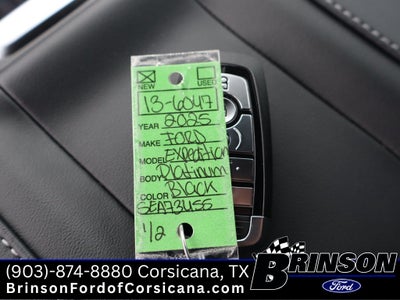 NEW
USED
13-6047
YEAR 2025
MAKE FORD
MODEL Expedition
BODY Platinum
COLOR Black
SEA73455
1/2
(903)-874-8880 Corsicana, TX
BrinsonFordofCorsicana.com
BRINSON
Ford